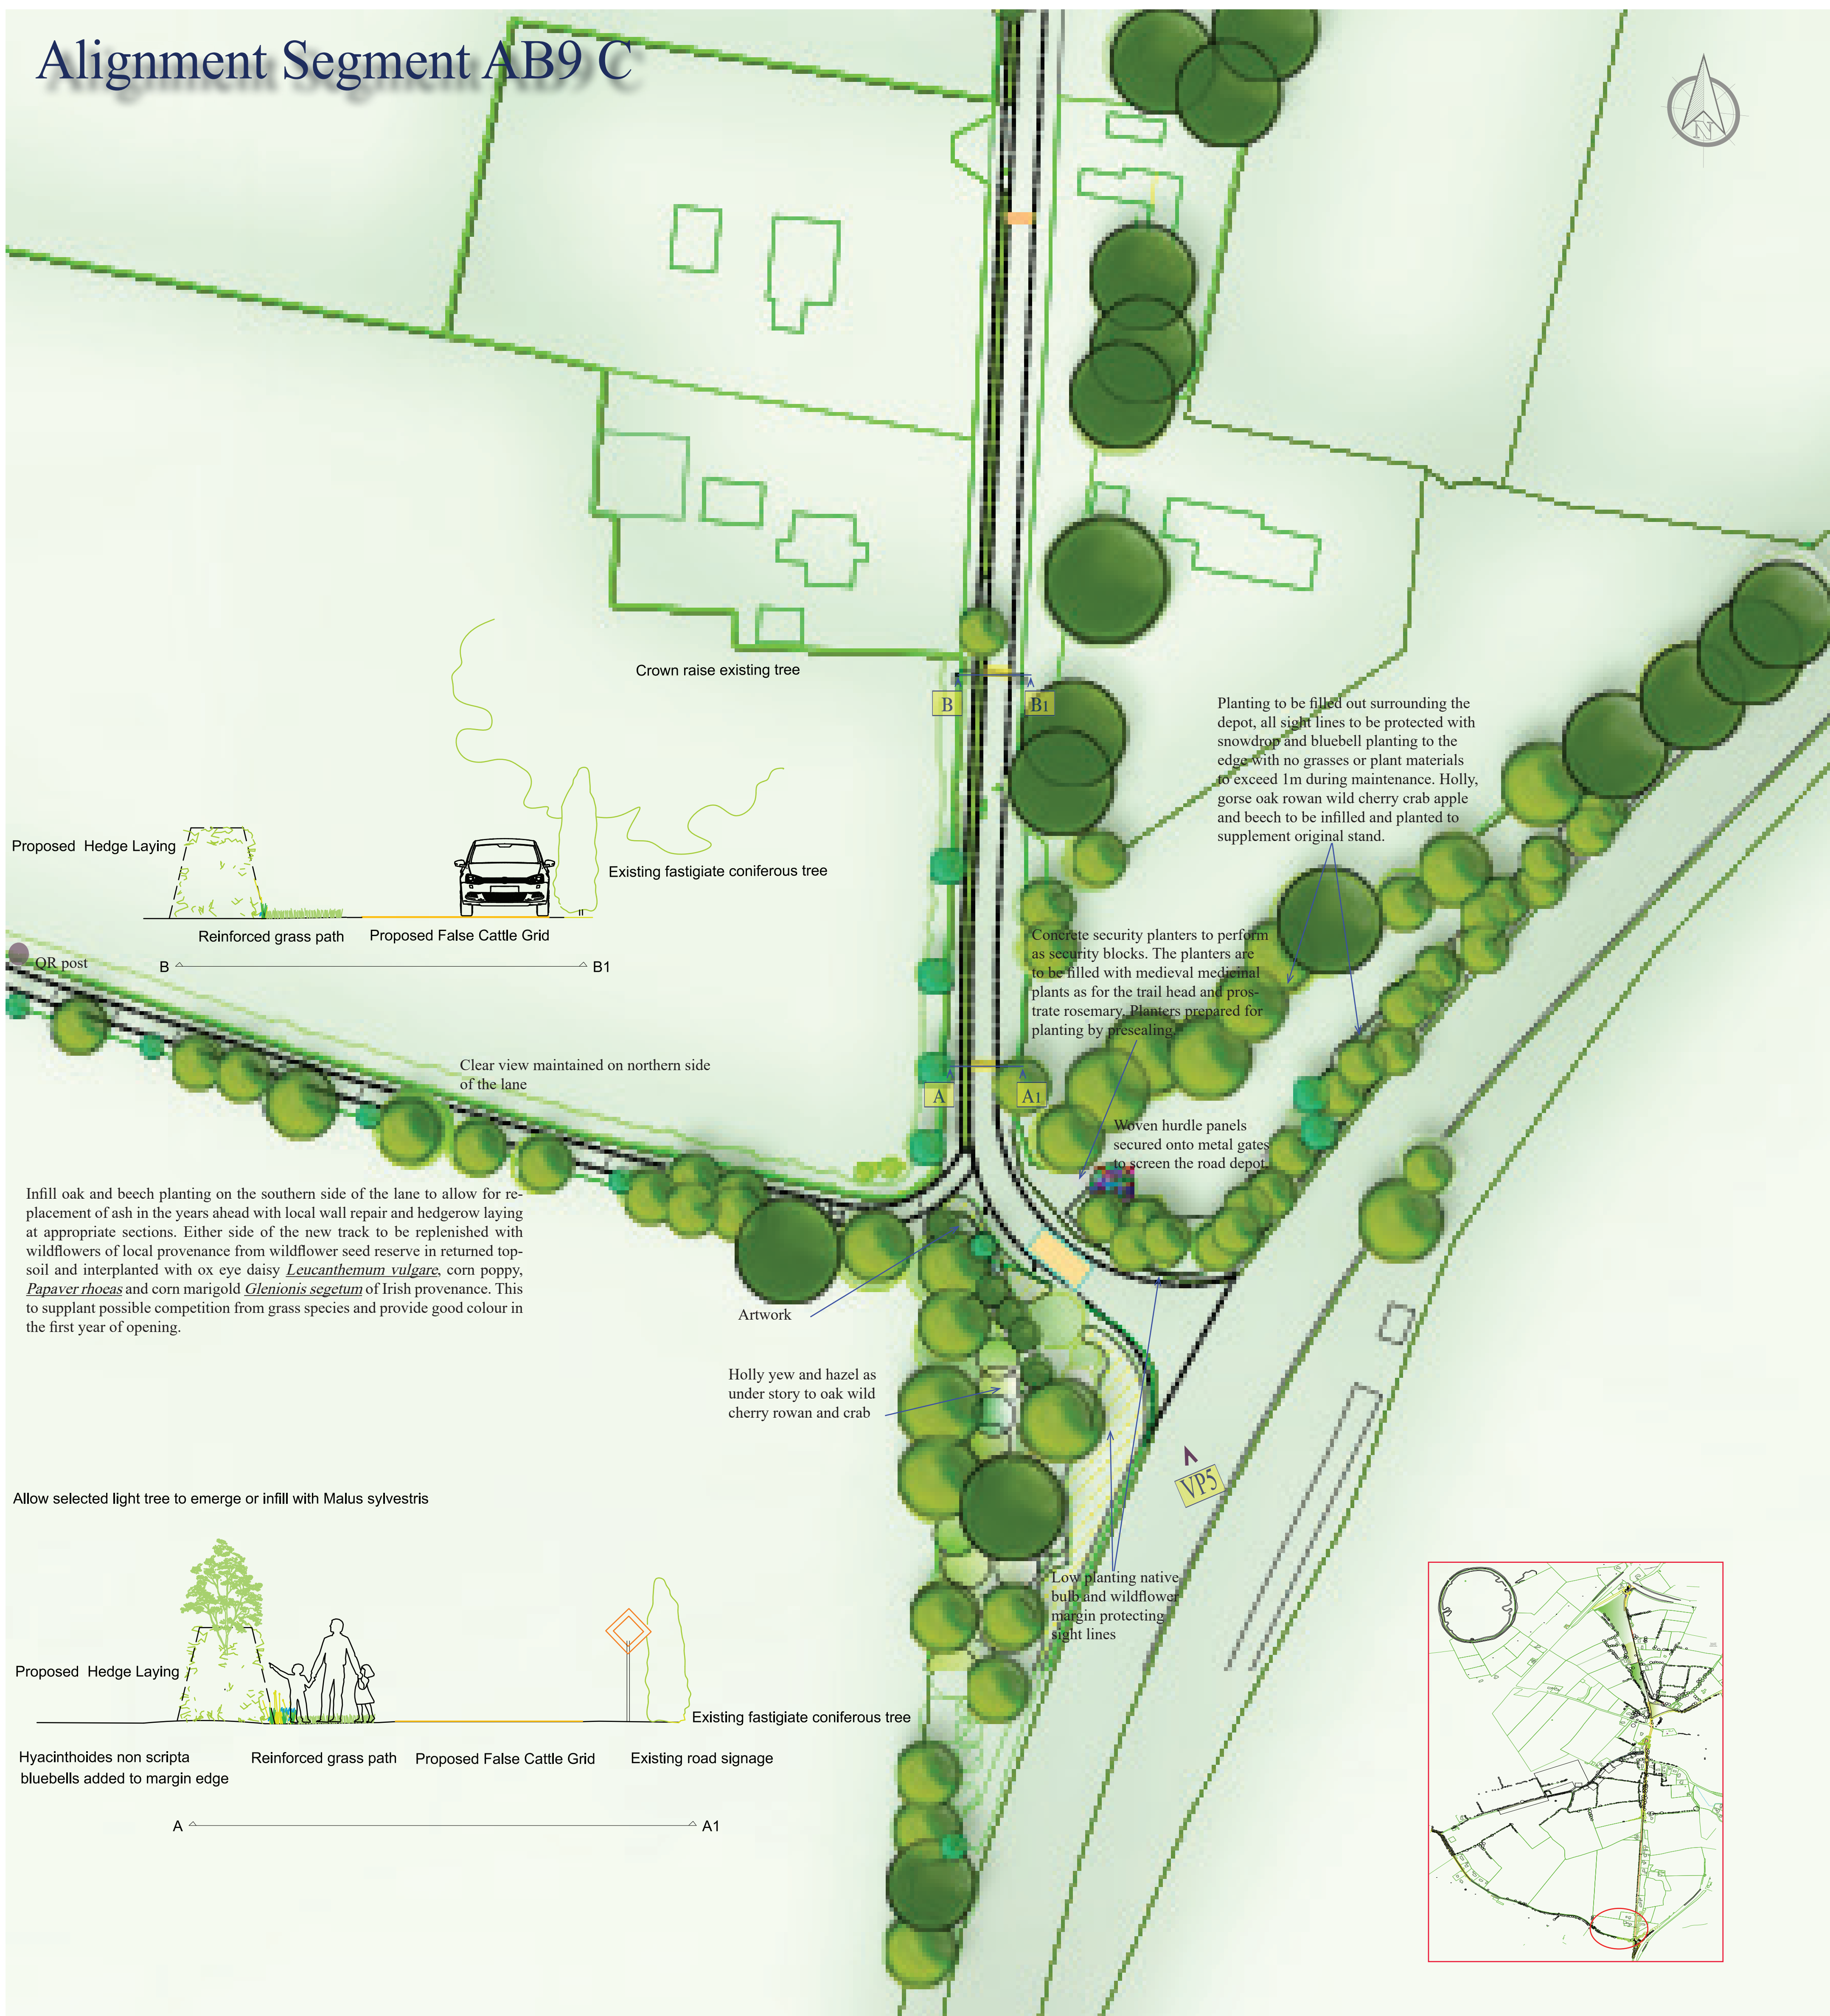 Alignment Segment AB9 C
N
Crown raise existing tree
B
B1
Planting to be filled out surrounding the
depot, all sight lines to be protected with
snowdrop and bluebell planting to the
edge with no grasses or plant materials
to exceed 1m during maintenance. Holly,
gorse oak rowan wild cherry crab apple
and beech to be infilled and planted to
supplement original stand.
Proposed Hedge Laying
Existing fastigiate coniferous tree
Reinforced grass path
Proposed False Cattle Grid
B
B1
QR post
Concrete security planters to perform
as security blocks. The planters are
to be filled with medieval medicinal
plants as for the trail head and pros-
trate rosemary. Planters prepared for
planting by presealing.
Clear view maintained on northern side
of the lane
A
A1
Woven hurdle panels
secured onto metal gates
to screen the road depot.
Infill oak and beech planting on the southern side of the lane to allow for re-
placement of ash in the years ahead with local wall repair and hedgerow laying
at appropriate sections. Either side of the new track to be replenished with
wildflowers of local provenance from wildflower seed reserve in returned top-
soil and interplanted with ox eye daisy Leucanthemum vulgare, corn poppy,
Papaver rhoeas and corn marigold Glenionis segetum of Irish provenance. This
to supplant possible competition from grass species and provide good colour in
the first year of opening.
Artwork
Holly yew and hazel as
under story to oak wild
cherry rowan and crab
VP5
Low planting native
bulb and wildflower
margin protecting
sight lines
Allow selected light tree to emerge or infill with Malus sylvestris
Proposed Hedge Laying
Existing fastigiate coniferous tree
Hyacinthoides non scripta
bluebells added to margin edge
Reinforced grass path
Proposed False Cattle Grid
Existing road signage
A
A1